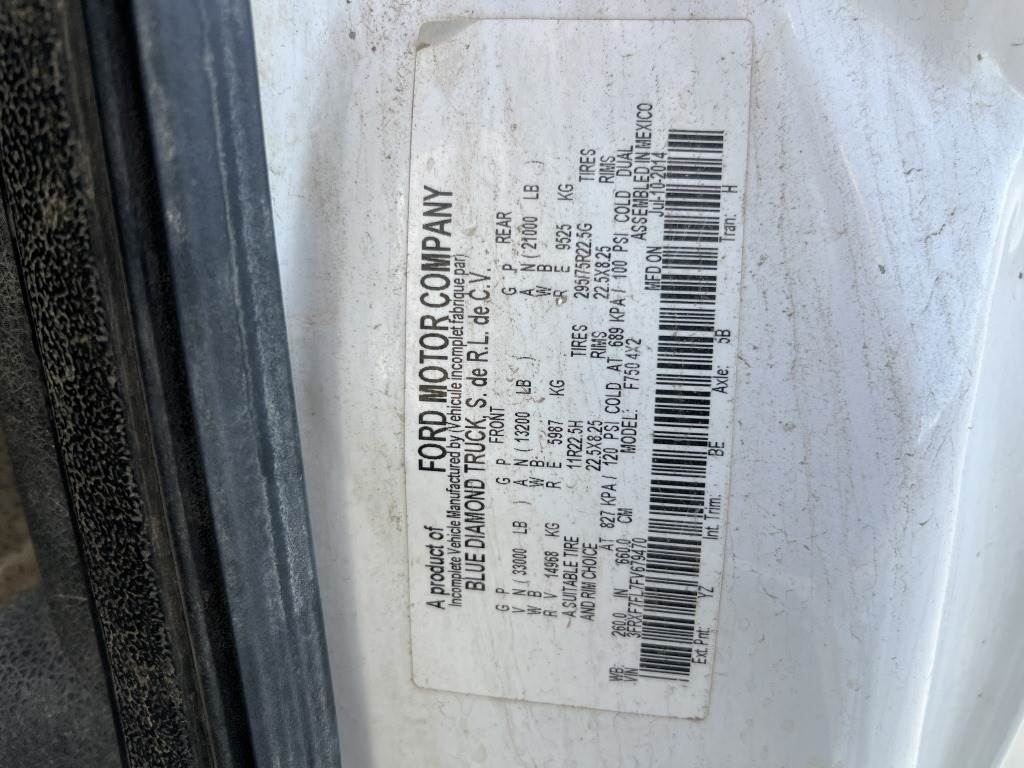 A product of FORD MOTOR COMPANY
Incomplete Vehicle Manufactured by (Véhicule incomplet fabrique par)
BLUE DIAMOND TRUCK, S. de R.L. de C.V.
FRONT REAR
G P G P G P
V N ( 33000 LB ) A N ( 13200 LB ) A N ( 21000 LB )
W B W B W B
R V 14968 KG R E 5987 KG R E 9525 KG
A SUITABLE TIRE 11R22.5H TIRES 295/75R22.5G TIRES
AND RIM CHOICE 22.5X8.25 RIMS 22.5X8.25 RIMS
AT 827 KPA / 120 PSI COLD AT 689 KPA / 100 PSI COLD DUAL
WB: 260.0 IN 660.0 CM MODEL: F750 4X2 ASSEMBLED IN MEXICO
VIN 3FRXF7FL7FV679470 MFD ON Jul-10-2014
Ext. Pnt: YZ Int. Trim: BE Axle: 5B Tran: H